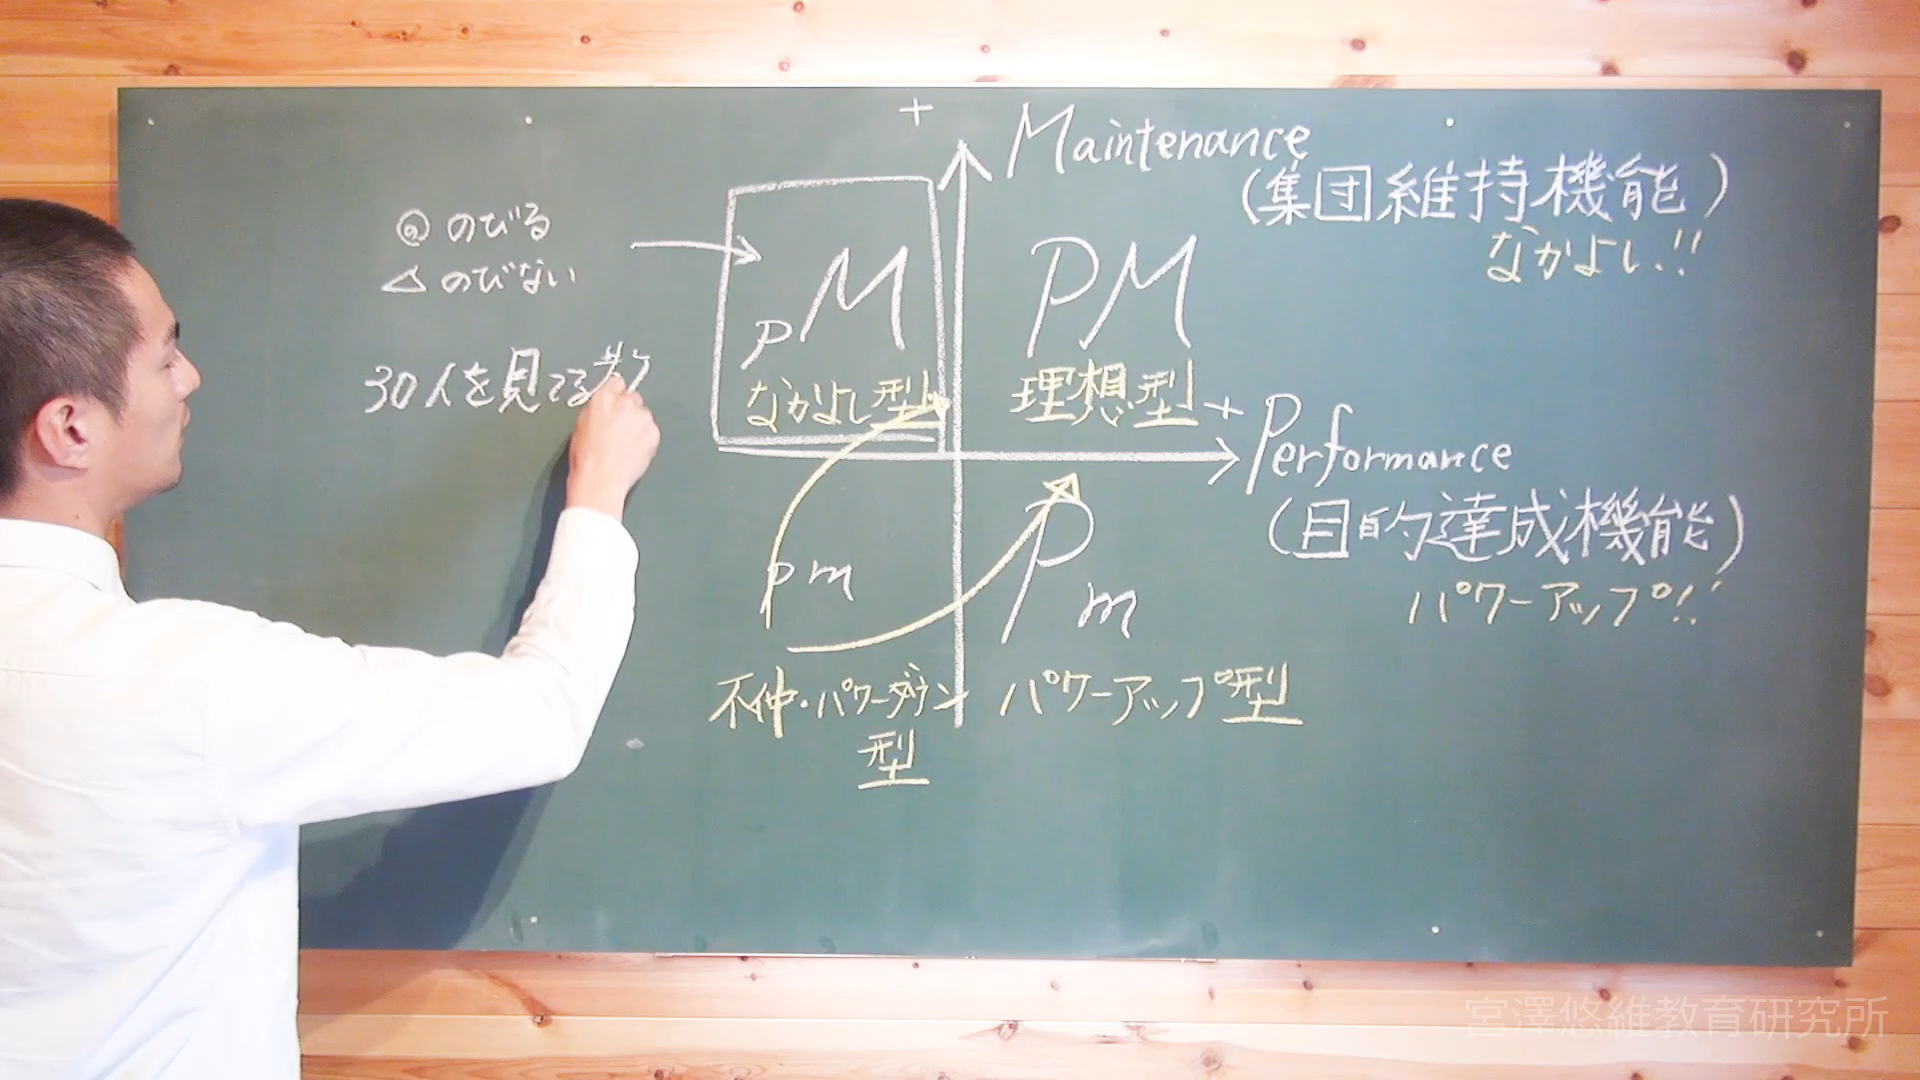 +
Maintenance
(集団維持機能)
なかよし!!
◎のびる
△のびない
30人を見てる
pM
なかよし型
PM
理想型
+
Performance
(目的達成機能)
パワーアップ!!
pm
不仲・パワーダウン
型
Pm
パワーアップ型
宮澤悠維教育研究所